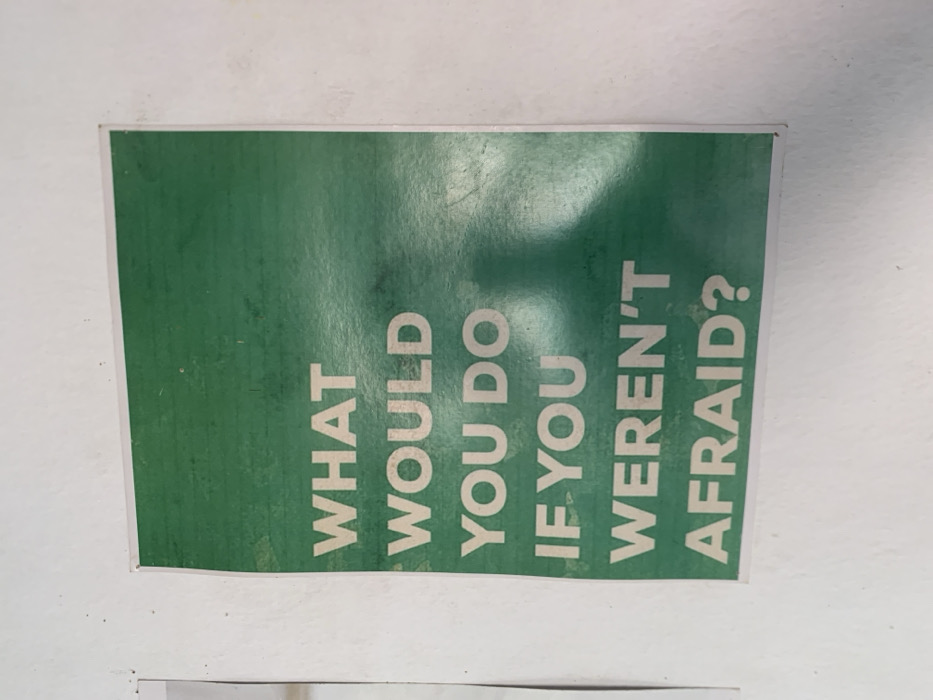 WHAT
WOULD
YOU DO
IF YOU
WEREN'T
AFRAID?